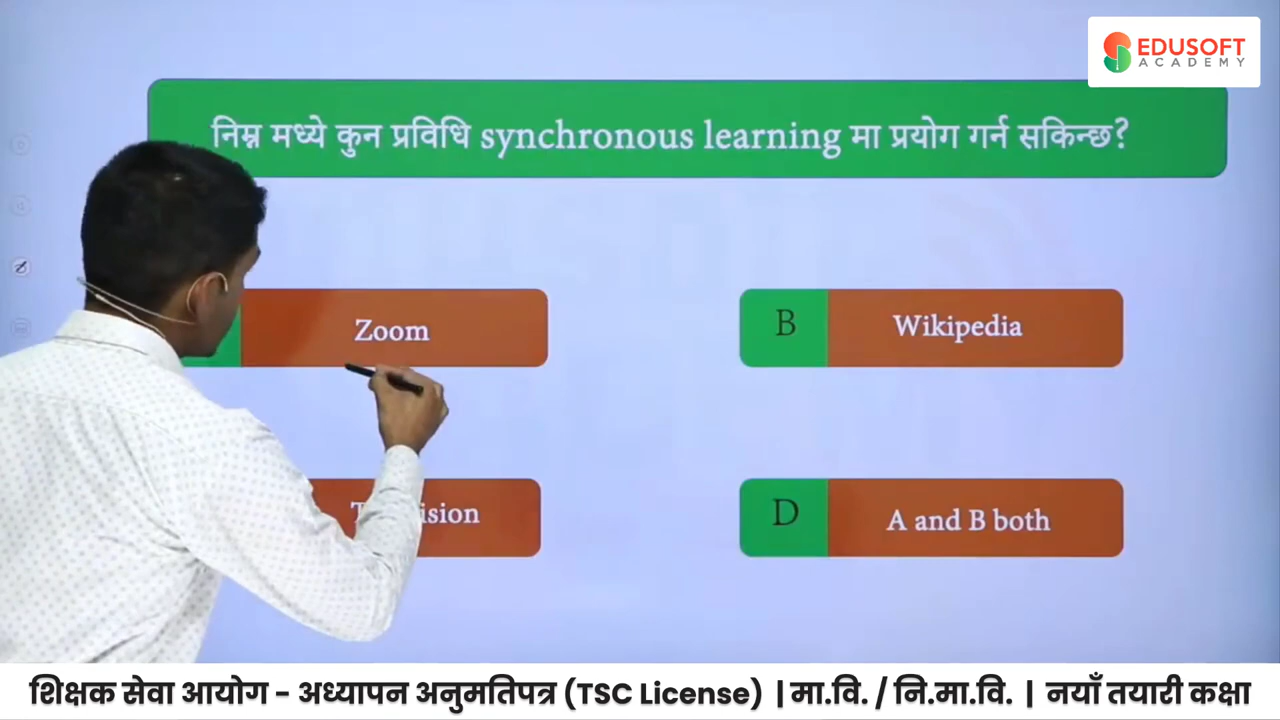 EDUSOFT
ACADEMY
निम्न मध्ये कुन प्रविधि synchronous learning मा प्रयोग गर्न सकिन्छ?
Zoom
B Wikipedia
D A and B both
शिक्षक सेवा आयोग - अध्यापन अनुमतिपत्र (TSC License) | मा.वि. / नि.मा.वि. | नयाँ तयारी कक्षा